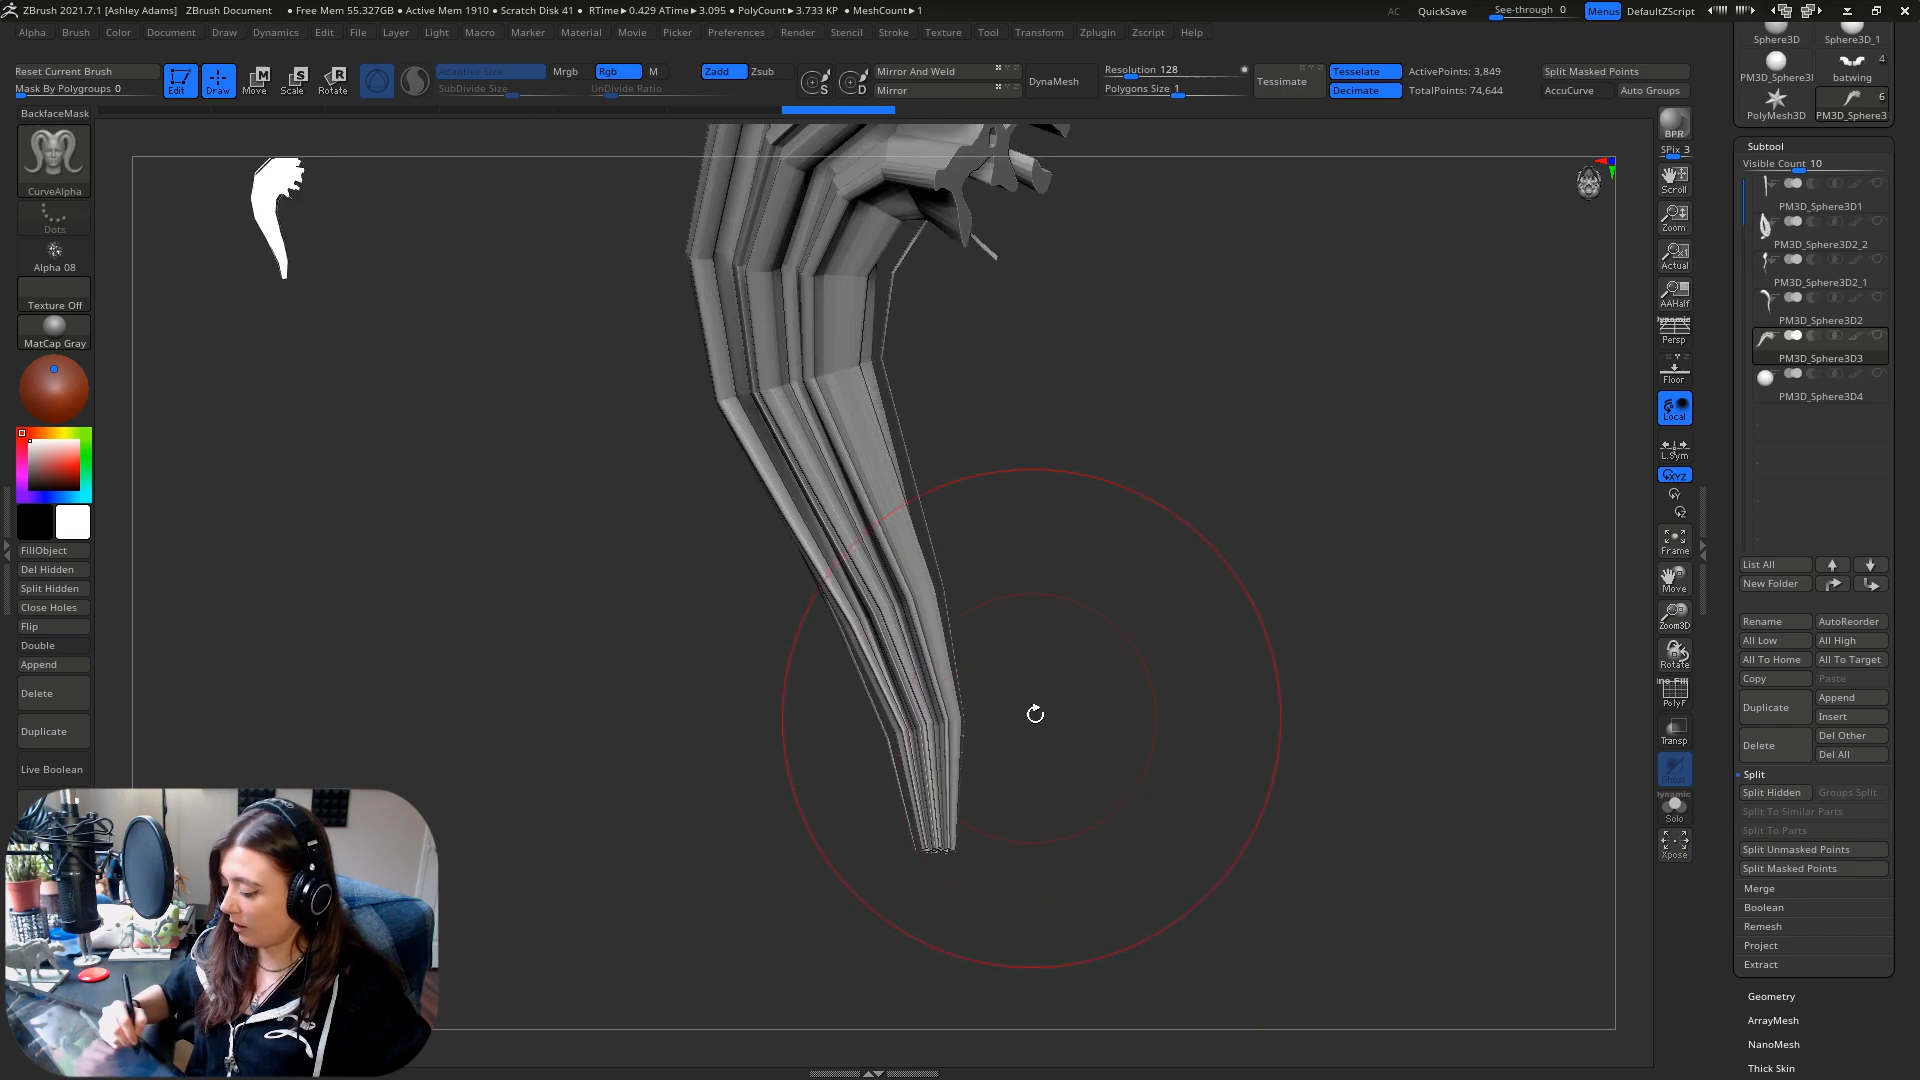 ZBrush 2021.7.1 [Ashley Adams] ZBrush Document • Free Mem 55.327GB • Active Mem 1910 • Scratch Disk 41 • RTime►0.429 ATime►3.095 • PolyCount►3.733 KP • MeshCount►1 AC QuickSave See-through 0 Menus DefaultZScript
Alpha Brush Color Document Draw Dynamics Edit File Layer Light Macro Marker Material Movie Picker Preferences Render Stencil Stroke Texture Tool Transform Zplugin Zscript Help
Reset Current Brush
Mask By Polygroups 0
Edit
Draw
Move
Scale
Rotate
Adaptive Size
SubDivide Size
Mrgb
Rgb
M
UnDivide Ratio
Zadd
Zsub
Mirror And Weld
Mirror
DynaMesh
Resolution 128
Polygons Size 1
Tessimate
Tesselate
Decimate
ActivePoints: 3,849
TotalPoints: 74,644
Split Masked Points
AccuCurve
Auto Groups
BackfaceMask
CurveAlpha
Dots
Alpha 08
Texture Off
MatCap Gray
FillObject
Del Hidden
Split Hidden
Close Holes
Flip
Double
Append
Delete
Duplicate
Live Boolean
BPR
SPix 3
Scroll
Zoom
Actual
AAHalf
Dynamic
Persp
Floor
Local
L.Sym
XYZ
Frame
Move
Zoom3D
Rotate
PolyF
Transp
Ghost
Dynamic
Solo
Xpose
Sphere3D
Sphere3D_1
PM3D_Sphere3I
4
batwing
PolyMesh3D
6
PM3D_Sphere3
Subtool
Visible Count 10
PM3D_Sphere3D1
PM3D_Sphere3D2_2
PM3D_Sphere3D2_1
PM3D_Sphere3D2
PM3D_Sphere3D3
PM3D_Sphere3D4
List All
New Folder
Rename
AutoReorder
All Low
All High
All To Home
All To Target
Copy
Paste
Duplicate
Append
Insert
Delete
Del Other
Del All
Split
Split Hidden
Groups Split
Split To Similar Parts
Split To Parts
Split Unmasked Points
Split Masked Points
Merge
Boolean
Remesh
Project
Extract
Geometry
ArrayMesh
NanoMesh
Thick Skin